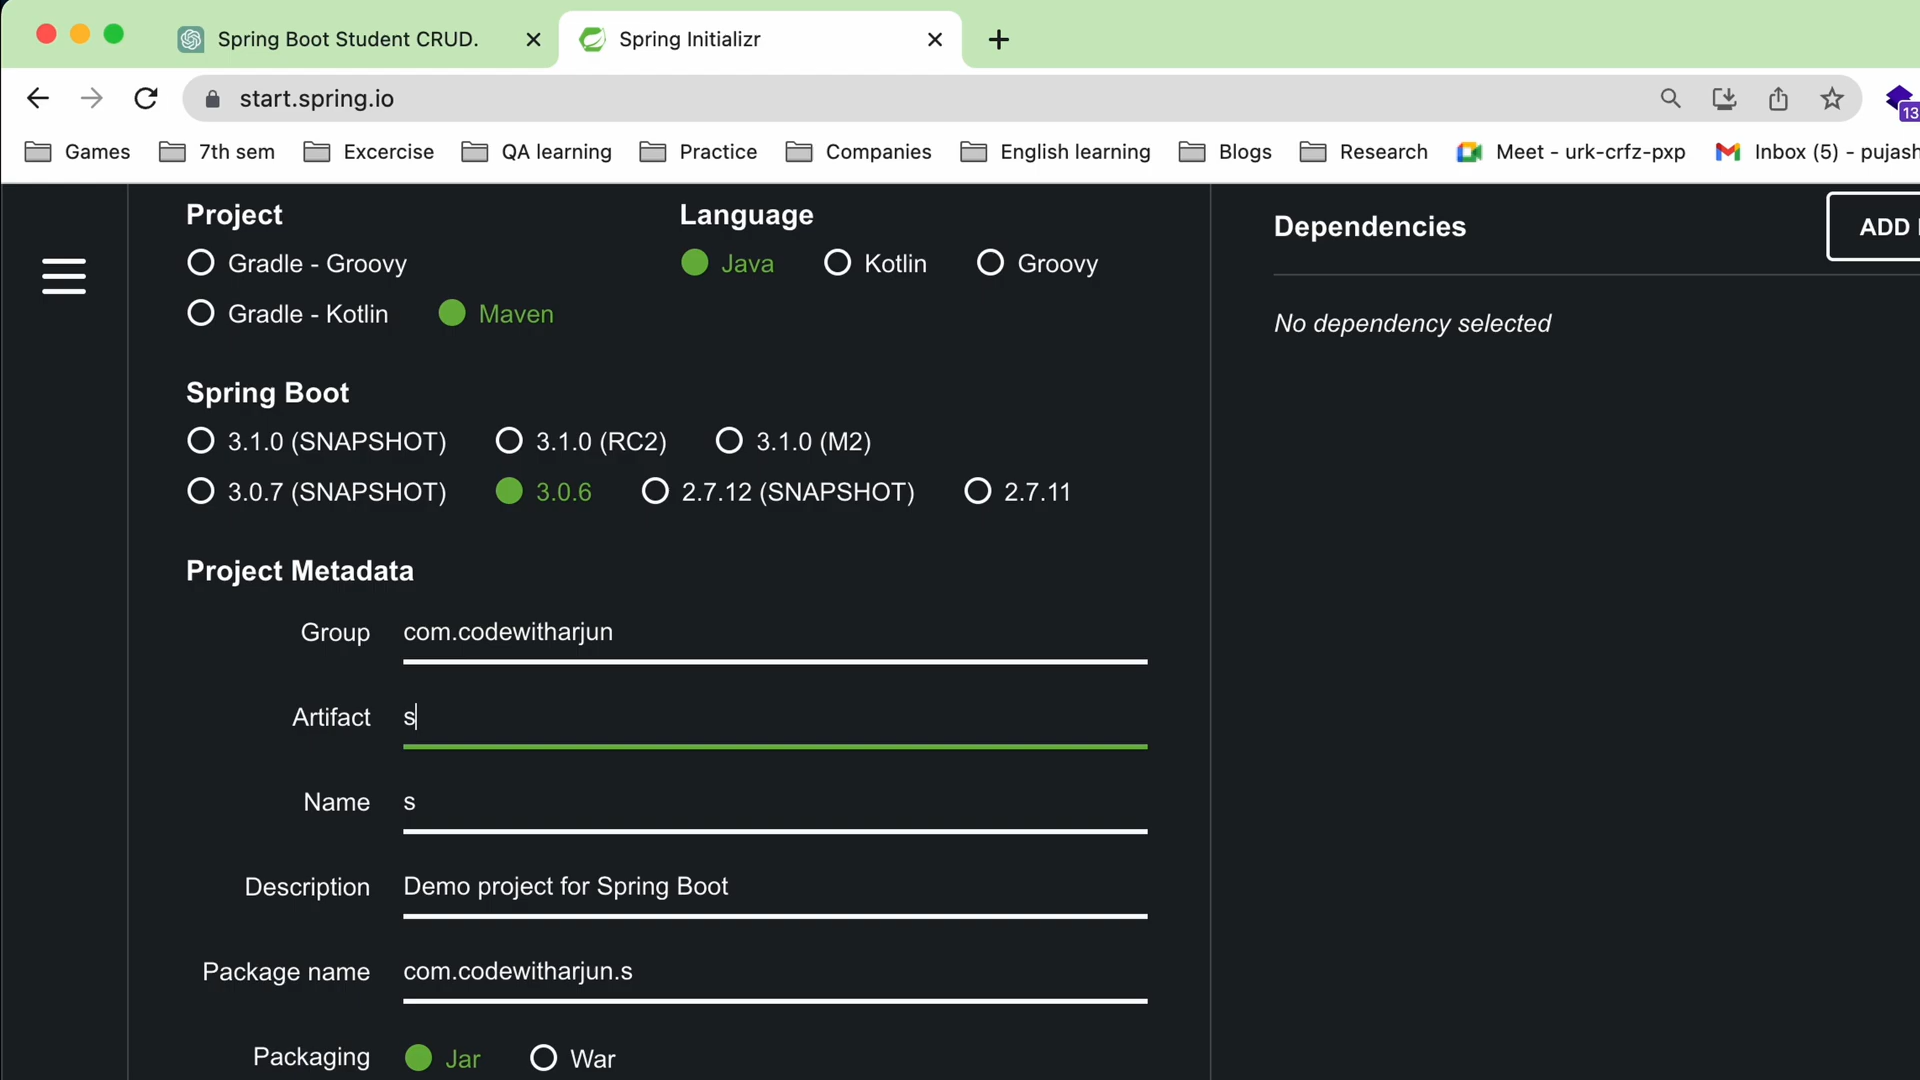 Spring Boot Student CRUD.
Spring Initializr
start.spring.io
13
Games 7th sem Excercise QA learning Practice Companies English learning Blogs Research Meet - urk-crfz-pxp Inbox (5) - pujash
Project
Gradle - Groovy
Gradle - Kotlin Maven
Language
Java Kotlin Groovy
Spring Boot
3.1.0 (SNAPSHOT) 3.1.0 (RC2) 3.1.0 (M2)
3.0.7 (SNAPSHOT) 3.0.6 2.7.12 (SNAPSHOT) 2.7.11
Project Metadata
Group com.codewitharjun
Artifact s
Name s
Description Demo project for Spring Boot
Package name com.codewitharjun.s
Packaging Jar War
Dependencies ADD
No dependency selected